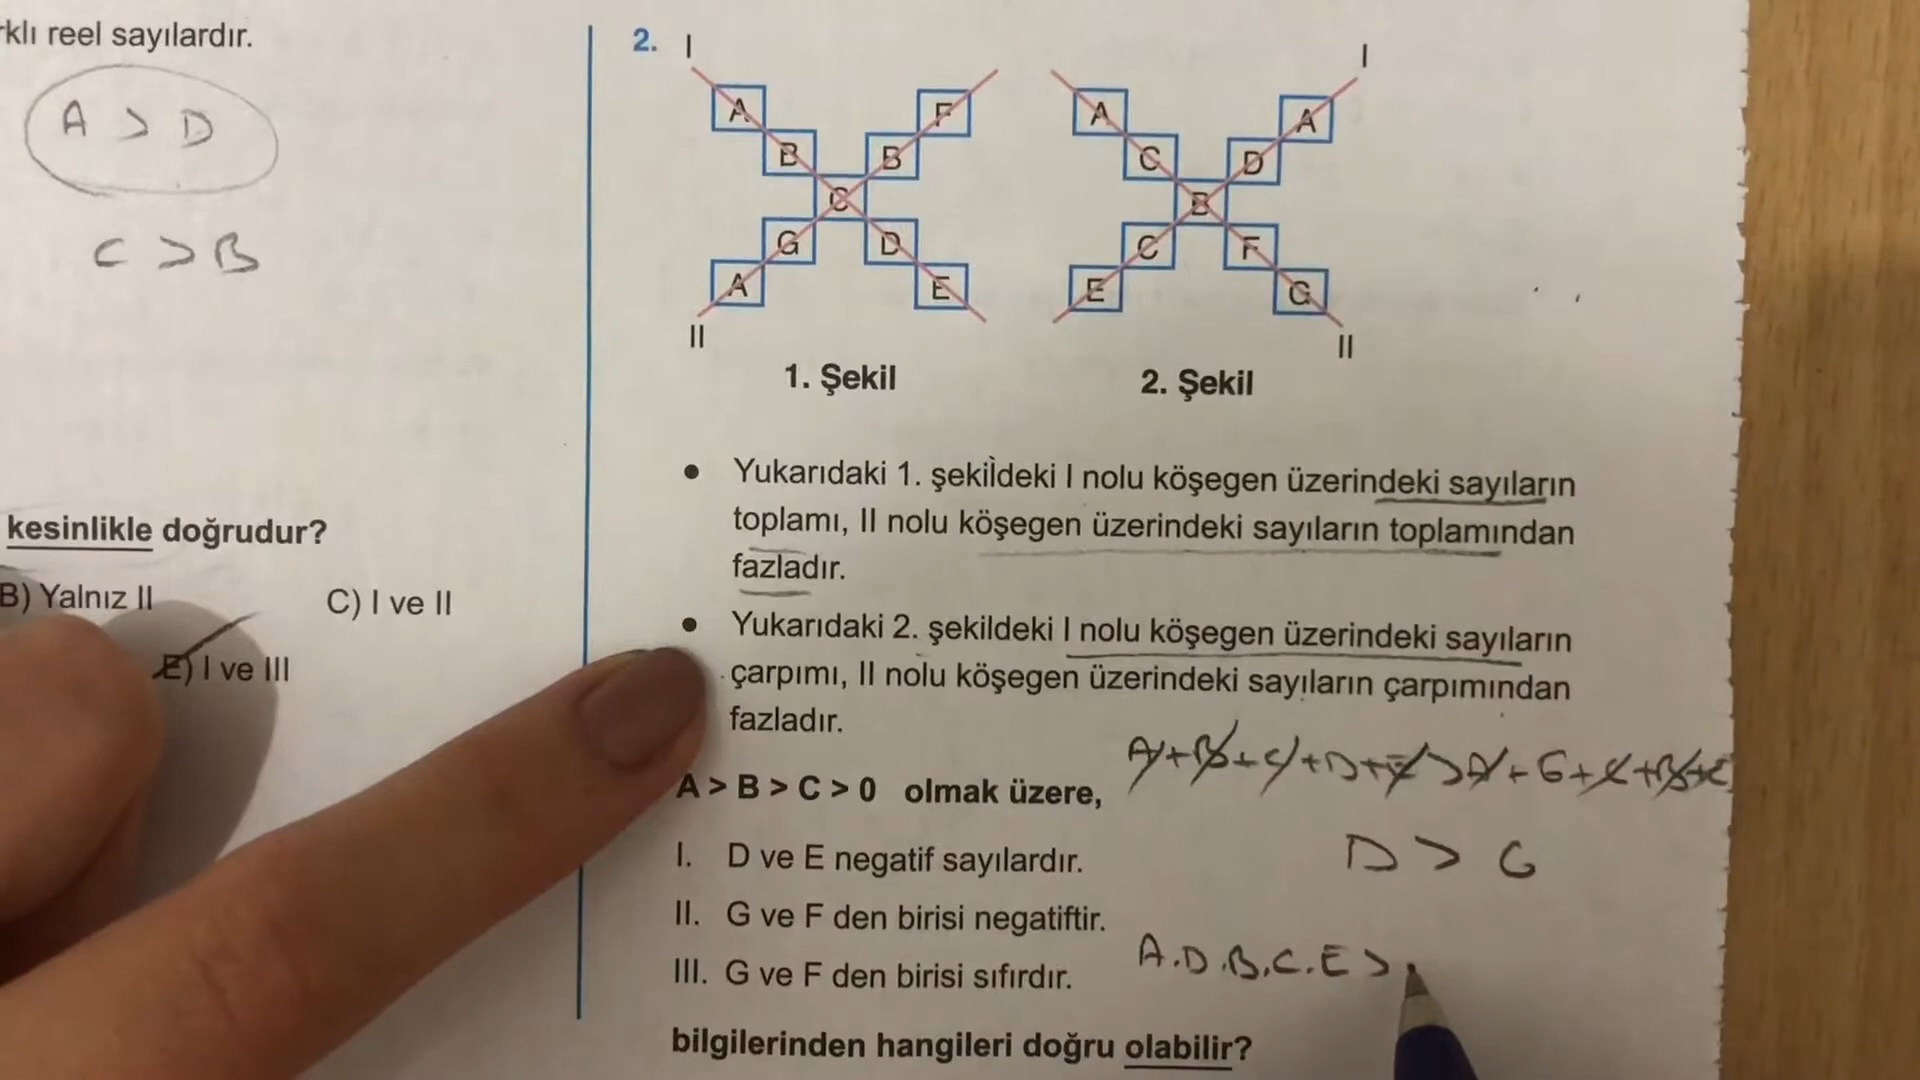 rklı reel sayılardır.
A > D
C > B
kesinlikle doğrudur?
B) Yalnız II
C) I ve II
E) I ve III
2.
I
A
F
B
B
C
G
D
A
E
II
1. Şekil
I
A
A
C
D
B
C
F
E
G
II
2. Şekil
• Yukarıdaki 1. şekildeki I nolu köşegen üzerindeki sayıların
toplamı, II nolu köşegen üzerindeki sayıların toplamından
fazladır.
• Yukarıdaki 2. şekildeki I nolu köşegen üzerindeki sayıların
çarpımı, II nolu köşegen üzerindeki sayıların çarpımından
fazladır.
A > B > C > 0 olmak üzere,
I. D ve E negatif sayılardır.
II. G ve F den birisi negatiftir.
III. G ve F den birisi sıfırdır.
bilgilerinden hangileri doğru olabilir?
D > G
A.D.B.C.E >